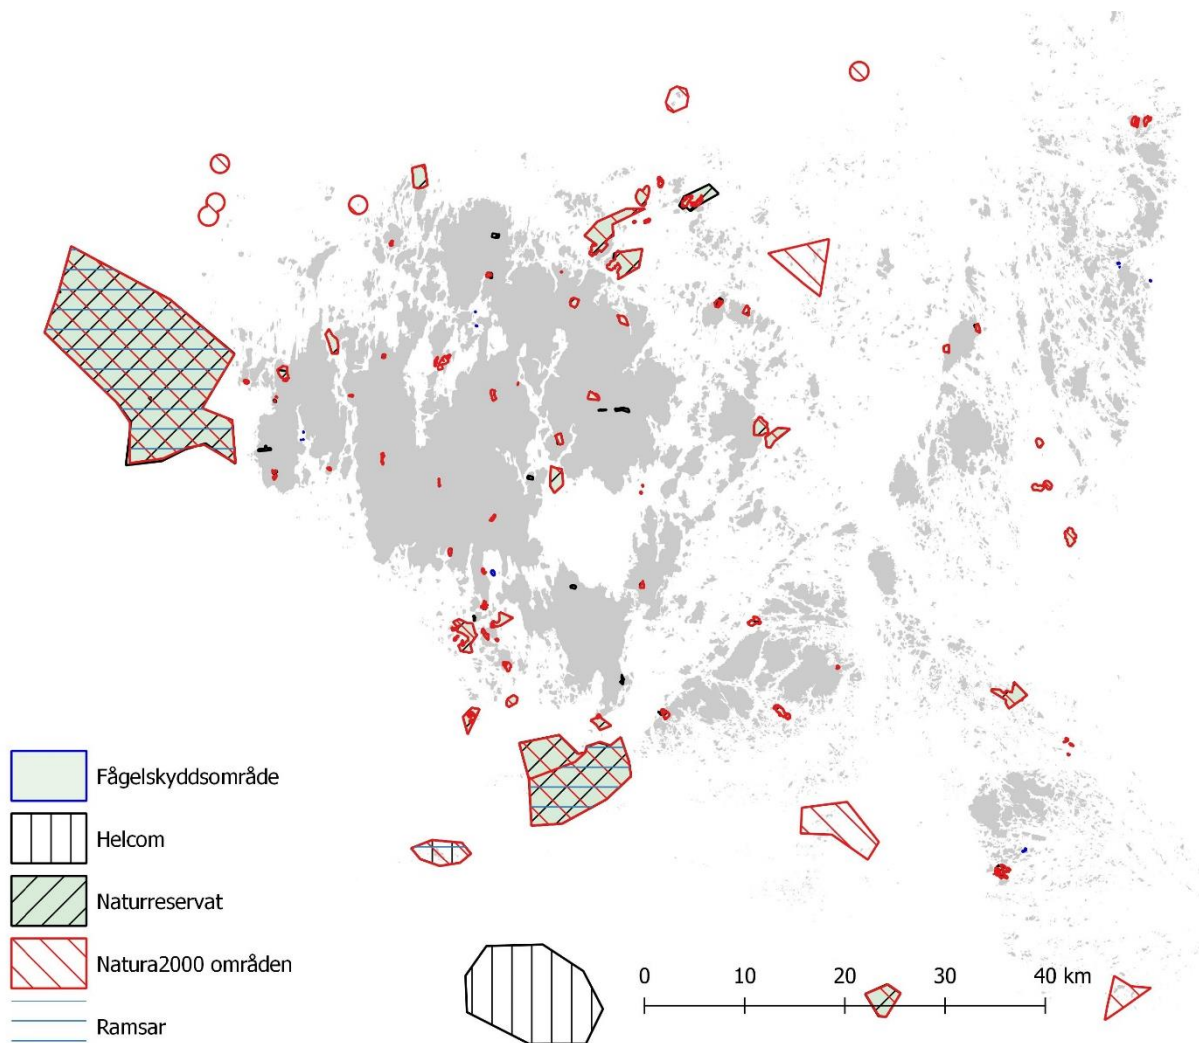 Fågelskyddsområde
Helcom
Naturreservat
Natura2000 områden
Ramsar
0 10 20 30 40 km